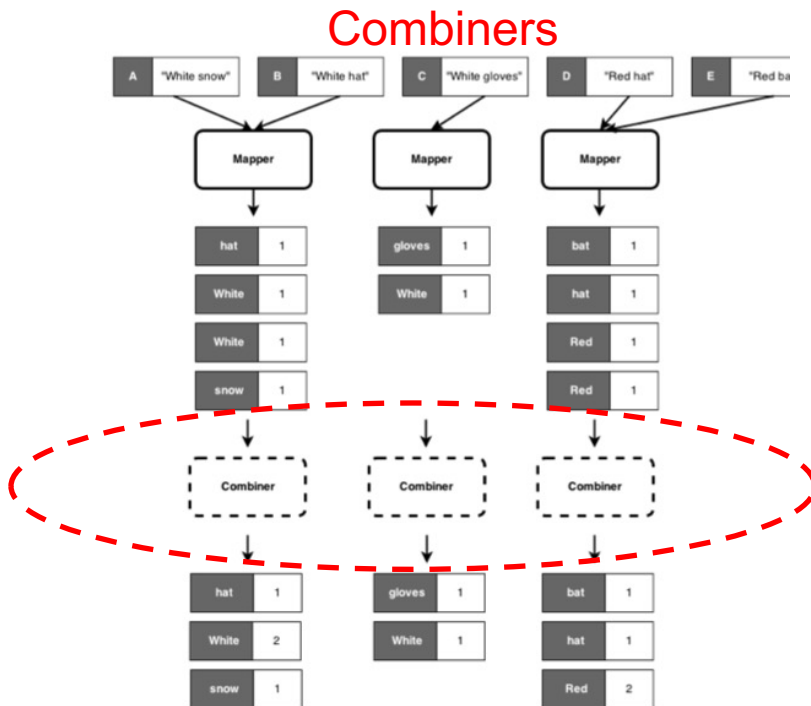 Combiners
A "White snow" B "White hat" C "White gloves" D "Red hat" E "Red ba
Mapper Mapper Mapper
hat 1 gloves 1 bat 1
White 1 White 1 hat 1
White 1 Red 1
snow 1 Red 1
Combiner Combiner Combiner
hat 1 gloves 1 bat 1
White 2 White 1 hat 1
snow 1 Red 2